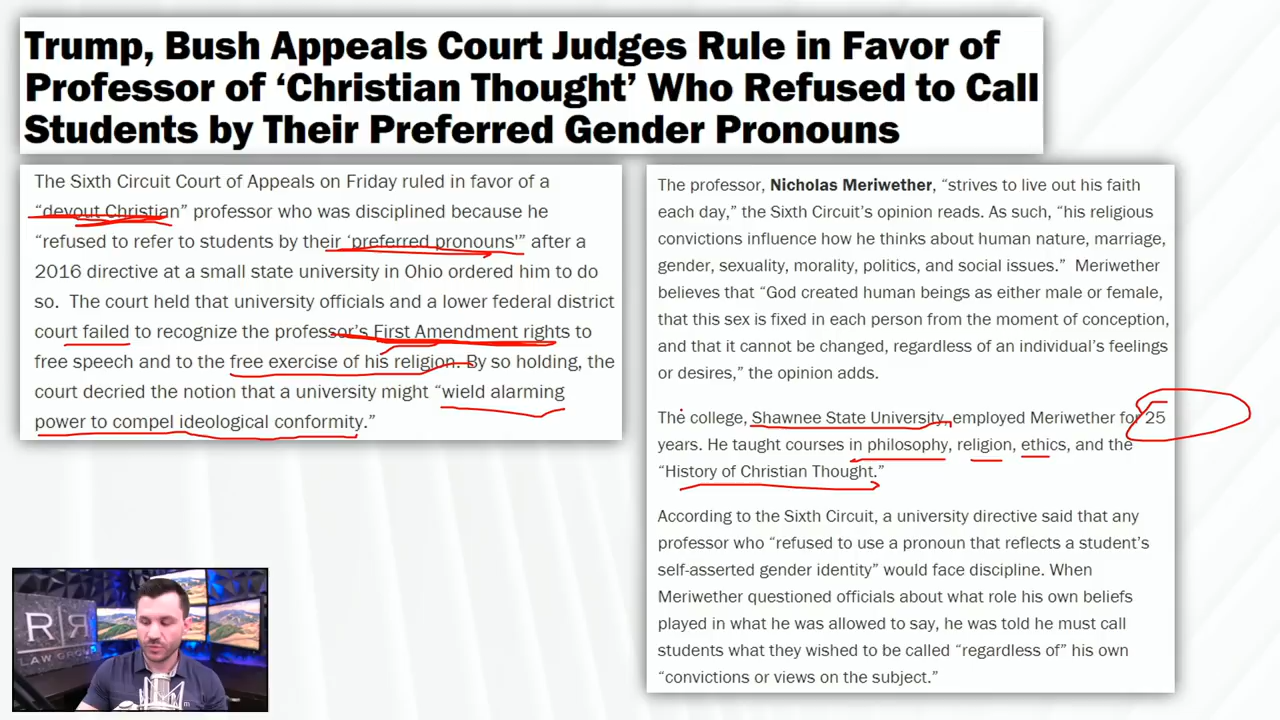 Trump, Bush Appeals Court Judges Rule in Favor of
Professor of ‘Christian Thought’ Who Refused to Call
Students by Their Preferred Gender Pronouns
The Sixth Circuit Court of Appeals on Friday ruled in favor of a
“devout Christian” professor who was disciplined because he
“refused to refer to students by their ‘preferred pronouns’” after a
2016 directive at a small state university in Ohio ordered him to do
so. The court held that university officials and a lower federal district
court failed to recognize the professor’s First Amendment rights to
free speech and to the free exercise of his religion. By so holding, the
court decried the notion that a university might “wield alarming
power to compel ideological conformity.”
The professor, Nicholas Meriwether, “strives to live out his faith
each day,” the Sixth Circuit’s opinion reads. As such, “his religious
convictions influence how he thinks about human nature, marriage,
gender, sexuality, morality, politics, and social issues.” Meriwether
believes that “God created human beings as either male or female,
that this sex is fixed in each person from the moment of conception,
and that it cannot be changed, regardless of an individual’s feelings
or desires,” the opinion adds.
The college, Shawnee State University, employed Meriwether for 25
years. He taught courses in philosophy, religion, ethics, and the
“History of Christian Thought.”
According to the Sixth Circuit, a university directive said that any
professor who “refused to use a pronoun that reflects a student’s
self-asserted gender identity” would face discipline. When
Meriwether questioned officials about what role his own beliefs
played in what he was allowed to say, he was told he must call
students what they wished to be called “regardless of” his own
“convictions or views on the subject.”
R|R
LAW GROUP